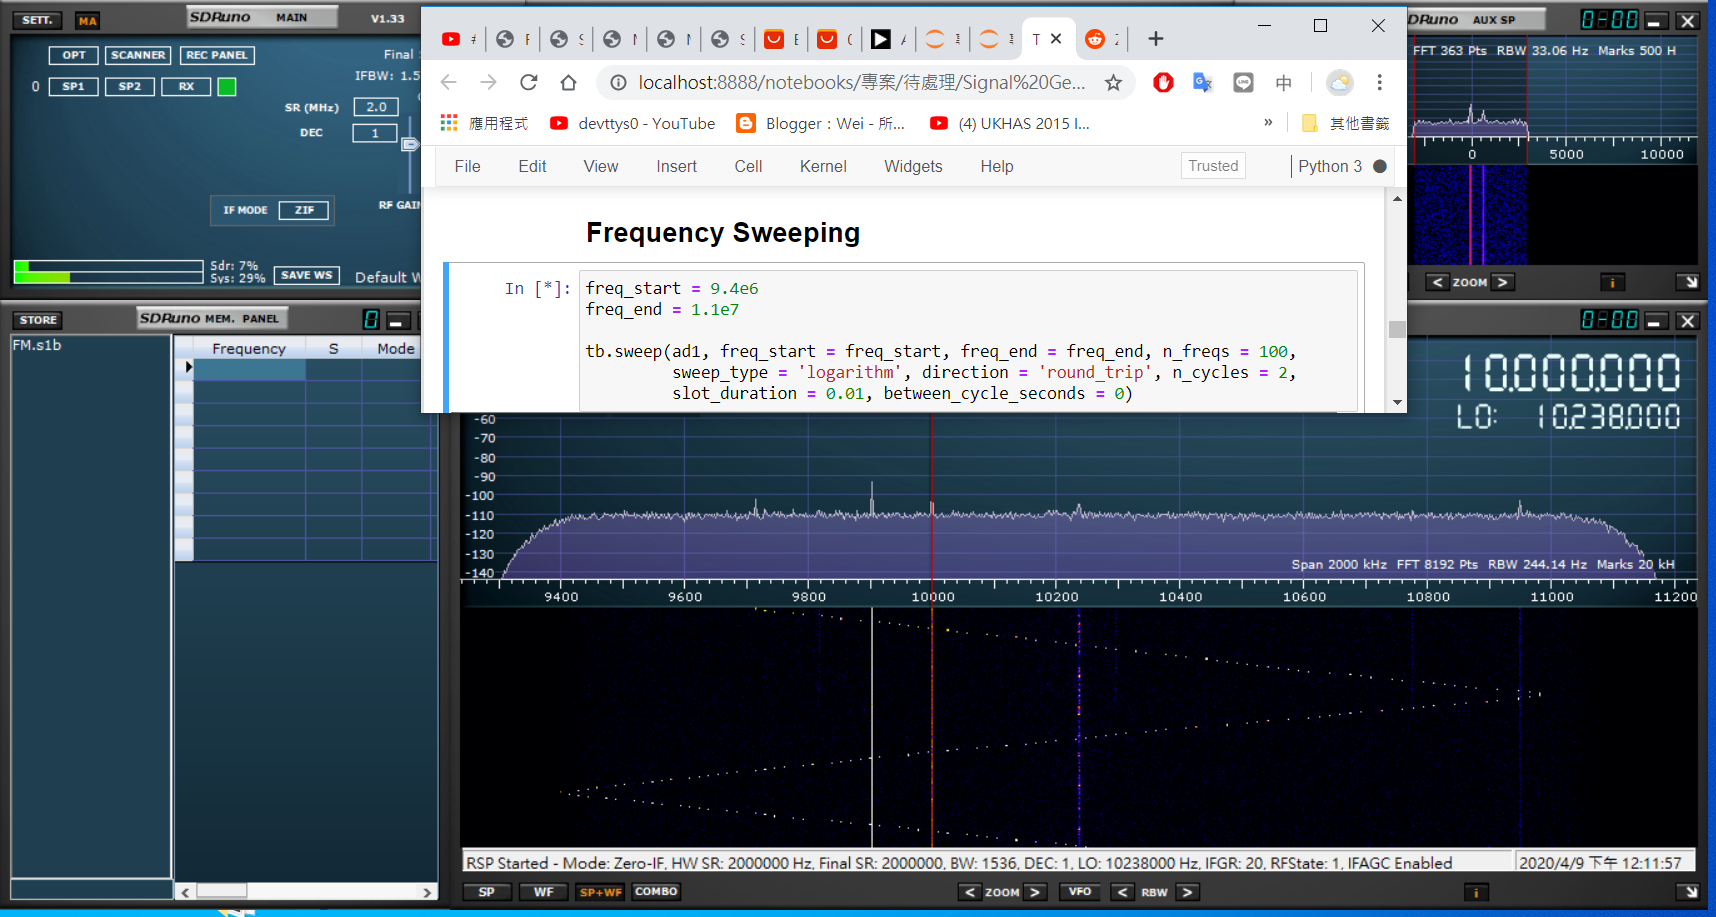 SETT.
MA
SDRuno MAIN
V1.33
OPT
SCANNER
REC PANEL
Final
IFBW: 1.5
0
SP1
SP2
RX
SR (MHz)
2.0
DEC
1
IF MODE
ZIF
RF GAIN
Sdr: 7%
Sys: 29%
SAVE WS
Default W
localhost:8888/notebooks/專案/待處理/Signal%20Ge...
中
應用程式
devttys0 - YouTube
Blogger：Wei - 所...
(4) UKHAS 2015 I...
»
其他書籤
File
Edit
View
Insert
Cell
Kernel
Widgets
Help
Trusted
Python 3
Frequency Sweeping
In [*]:
freq_start = 9.4e6
freq_end = 1.1e7
tb.sweep(ad1, freq_start = freq_start, freq_end = freq_end, n_freqs = 100,
sweep_type = 'logarithm', direction = 'round_trip', n_cycles = 2,
slot_duration = 0.01, between_cycle_seconds = 0)
DRuno AUX SP
0-00
FFT 363 Pts RBW 33.06 Hz Marks 500 H
0
5000
10000
< ZOOM >
i
STORE
SDRuno MEM. PANEL
0
FM.s1b
Frequency
S
Mode
0-00
10.000.000
LO: 10.238.000
-60
-70
-80
-90
-100
-110
-120
-130
-140
Span 2000 kHz FFT 8192 Pts RBW 244.14 Hz Marks 20 kH
9400
9600
9800
10000
10200
10400
10600
10800
11000
11200
RSP Started - Mode: Zero-IF, HW SR: 2000000 Hz, Final SR: 2000000, BW: 1536, DEC: 1, LO: 10238000 Hz, IFGR: 20, RFState: 1, IFAGC Enabled
2020/4/9 下午 12:11:57
SP
WF
SP+WF
COMBO
< ZOOM >
VFO
< RBW >
i